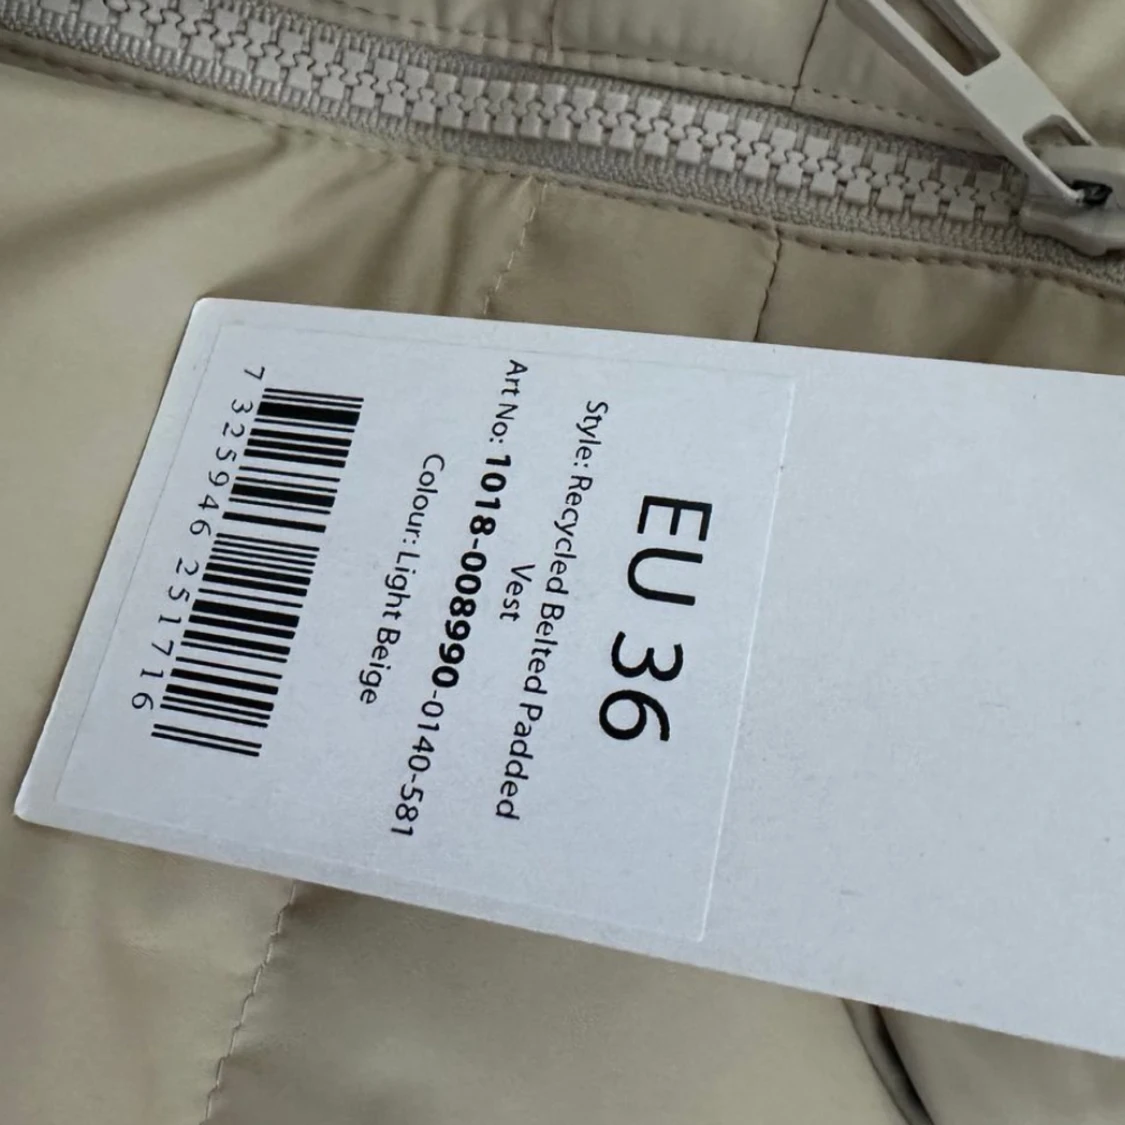 EU 36
Style: Recycled Belted Padded
Vest
Art No: 1018-008990-0140-581
Colour: Light Beige
7 325946 251716